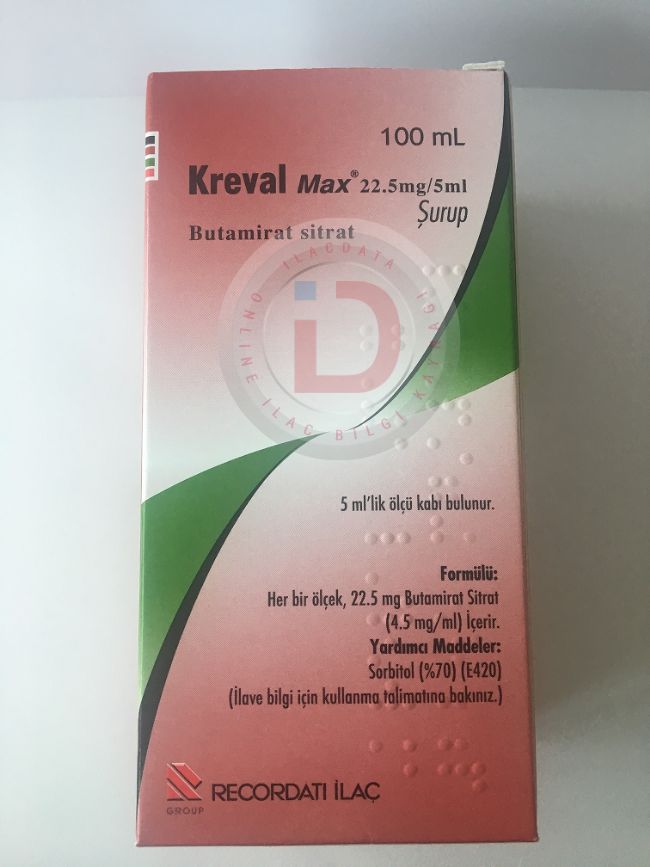 100 mL
Kreval Max® 22.5mg/5ml
Şurup
Butamirat sitrat
ILACDATA
ONLINE İLAÇ BİLGİ KAYNAGI
iD
5 ml'lik ölçü kabı bulunur.
Formülü:
Her bir ölçek, 22.5 mg Butamirat Sitrat
(4.5 mg/ml) İçerir.
Yardımcı Maddeler:
Sorbitol (%70) (E420)
(İlave bilgi için kullanma talimatına bakınız.)
RECORDATI İLAÇ
GROUP